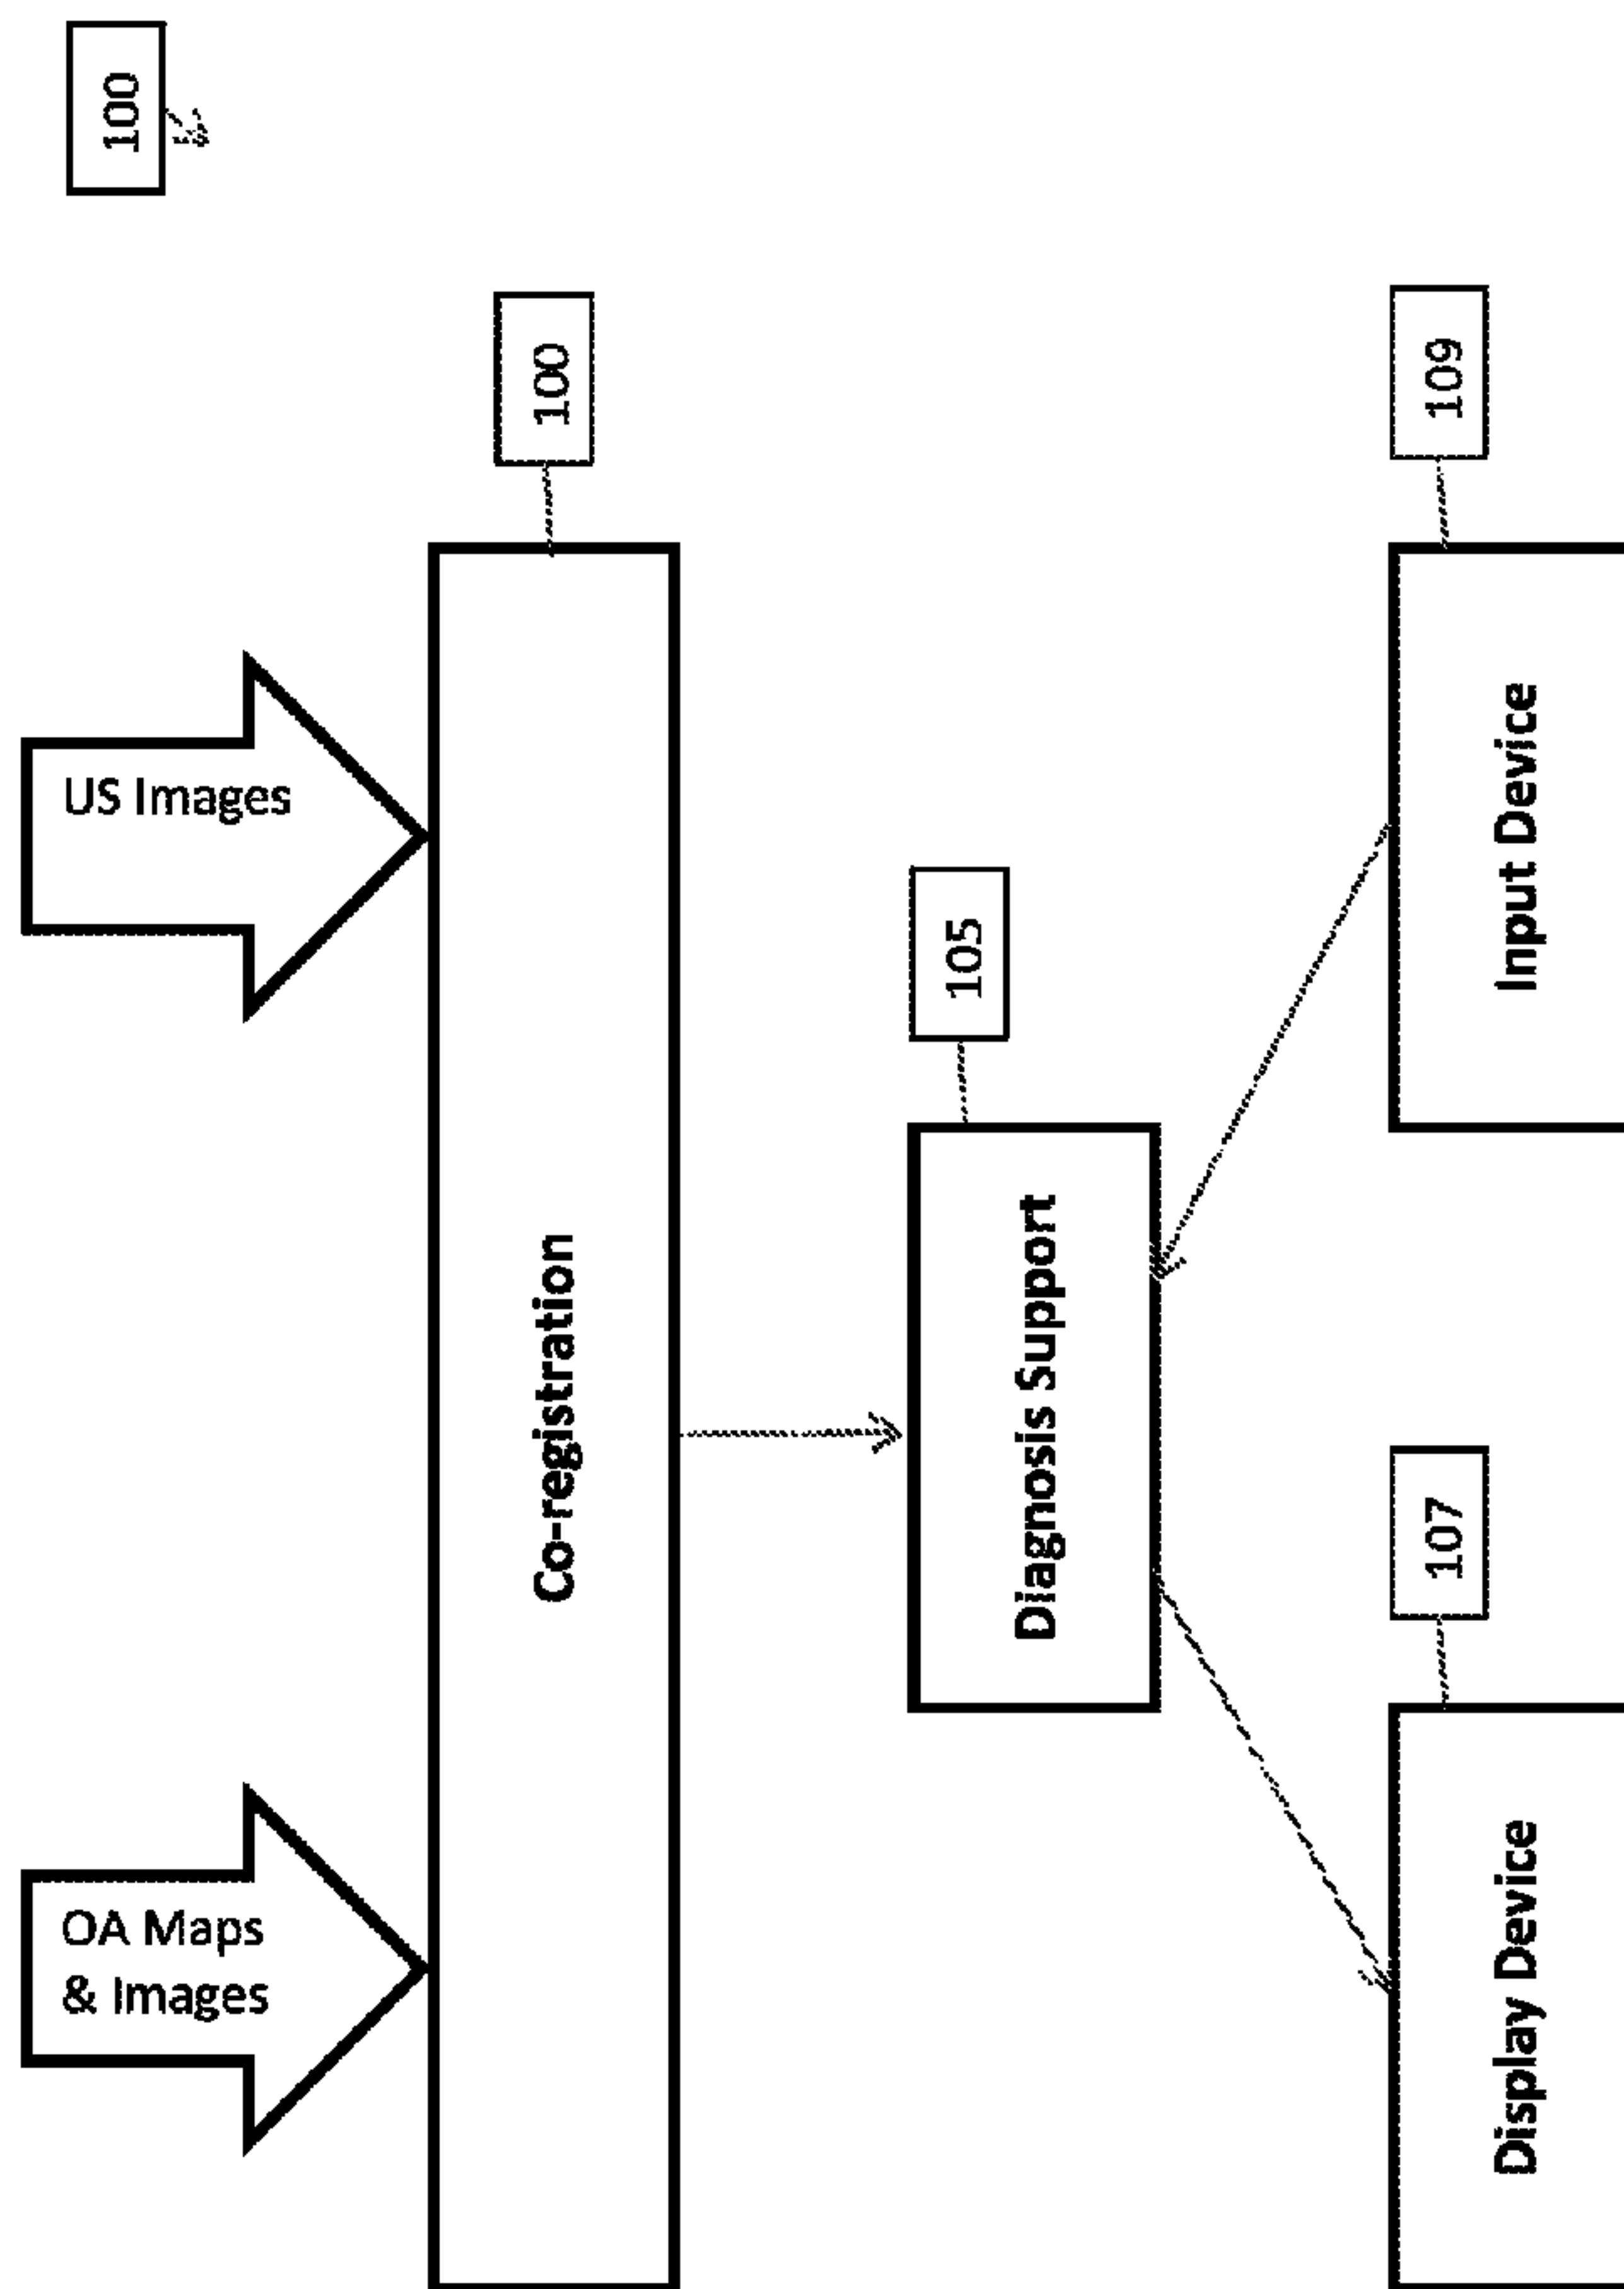 100
US Images
OA Maps
& Images
100
Co-registration
105
Diagnosis Support
109
Input Device
107
Display Device